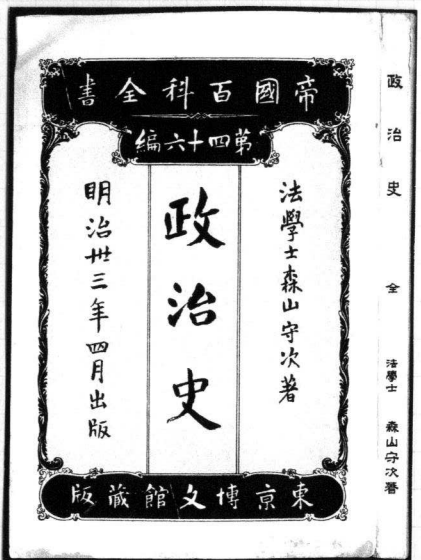 帝國百科全書
第四十六編
法學士森山守次著
政治史
明治卅三年四月出版
東京博文館蔵版
政治史 全 法學士 森山守次著